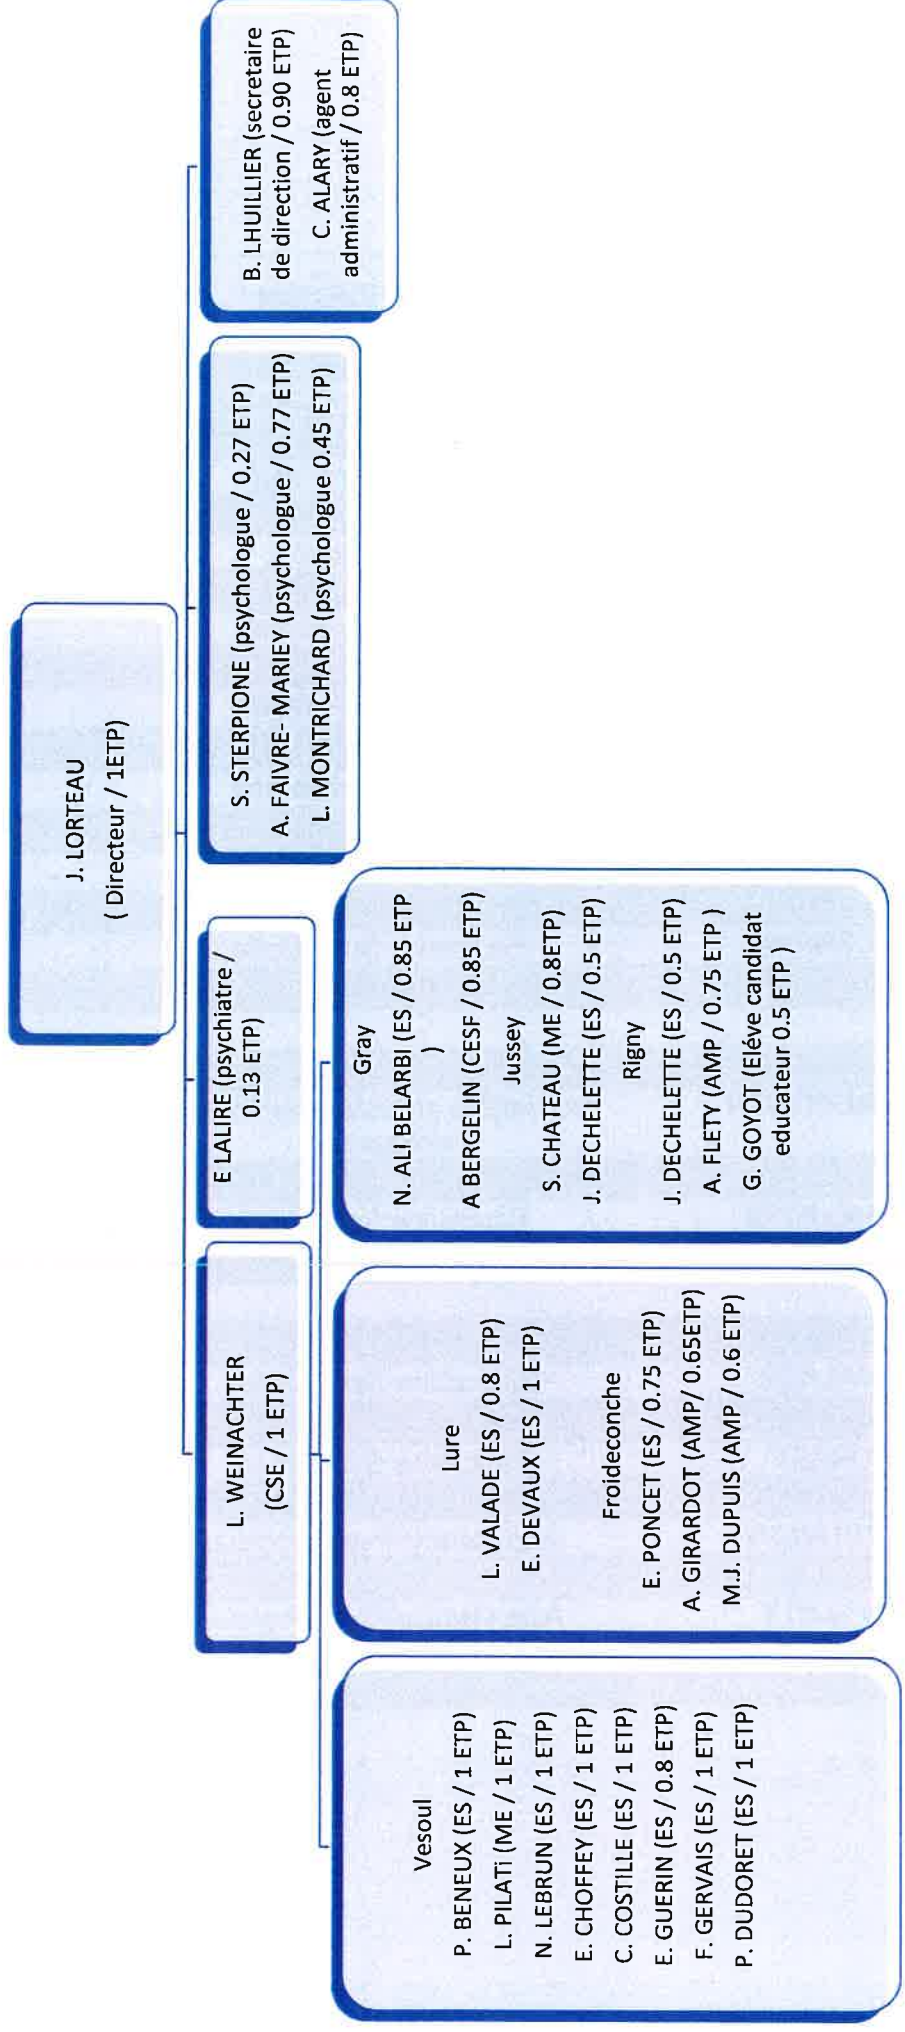 J. LORTEAU
( Directeur / 1ETP)
L. WEINACHTER
(CSE / 1 ETP)
E LALIRE (psychiatre /
0.13 ETP)
S. STERPIONE (psychologue / 0.27 ETP)
A. FAIVRE- MARIEY (psychologue / 0.77 ETP)
L. MONTRICHARD (psychologue 0.45 ETP)
B. LHUILLIER (secretaire
de direction / 0.90 ETP)
C. ALARY (agent
administratif / 0.8 ETP)
Vesoul
P. BENEUX (ES / 1 ETP)
L. PILATi (ME / 1 ETP)
N. LEBRUN (ES / 1 ETP)
E. CHOFFEY (ES / 1 ETP)
C. COSTILLE (ES / 1 ETP)
E. GUERIN (ES / 0.8 ETP)
F. GERVAIS (ES / 1 ETP)
P. DUDORET (ES / 1 ETP)
Lure
L. VALADE (ES / 0.8 ETP)
E. DEVAUX (ES / 1 ETP)
Froideconche
E. PONCET (ES / 0.75 ETP)
A. GIRARDOT (AMP/ 0.65ETP)
M.J. DUPUIS (AMP / 0.6 ETP)
Gray
N. ALI BELARBI (ES / 0.85 ETP
)
A BERGELIN (CESF / 0.85 ETP)
Jussey
S. CHATEAU (ME / 0.8ETP)
J. DECHELETTE (ES / 0.5 ETP)
Rigny
J. DECHELETTE (ES / 0.5 ETP)
A. FLETY (AMP / 0.75 ETP )
G. GOYOT (Eléve candidat
educateur 0.5 ETP )